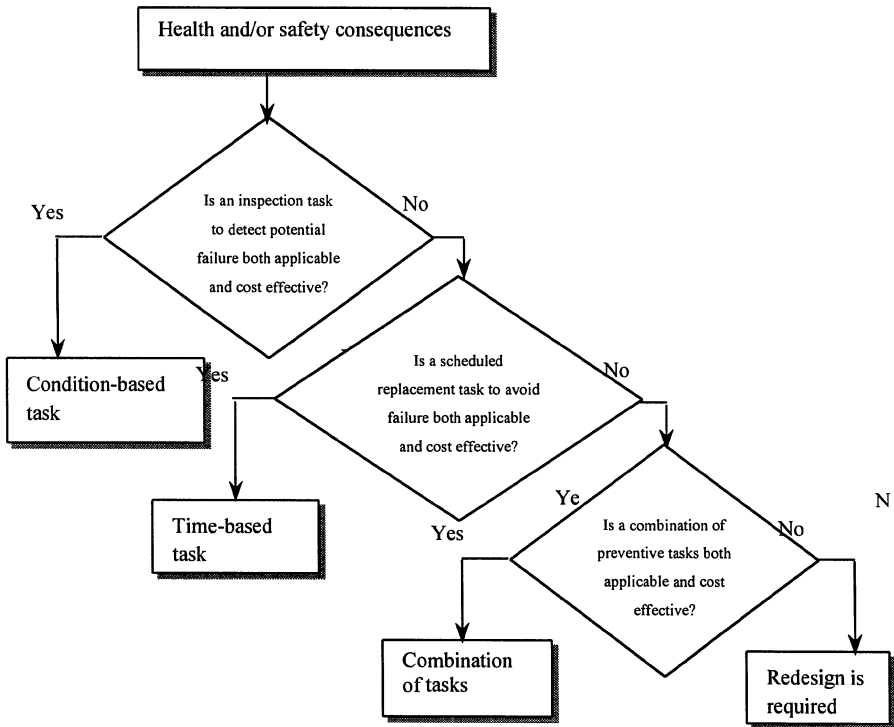 Health and/or safety consequences
Is an inspection task
to detect potential
failure both applicable
and cost effective?
Yes
No
Condition-based
task
Is a scheduled
replacement task to avoid
failure both applicable
and cost effective?
Yes
No
Time-based
task
Is a combination of
preventive tasks both
applicable and cost
effective?
Ye
Yes
No
N
Combination
of tasks
Redesign is
required